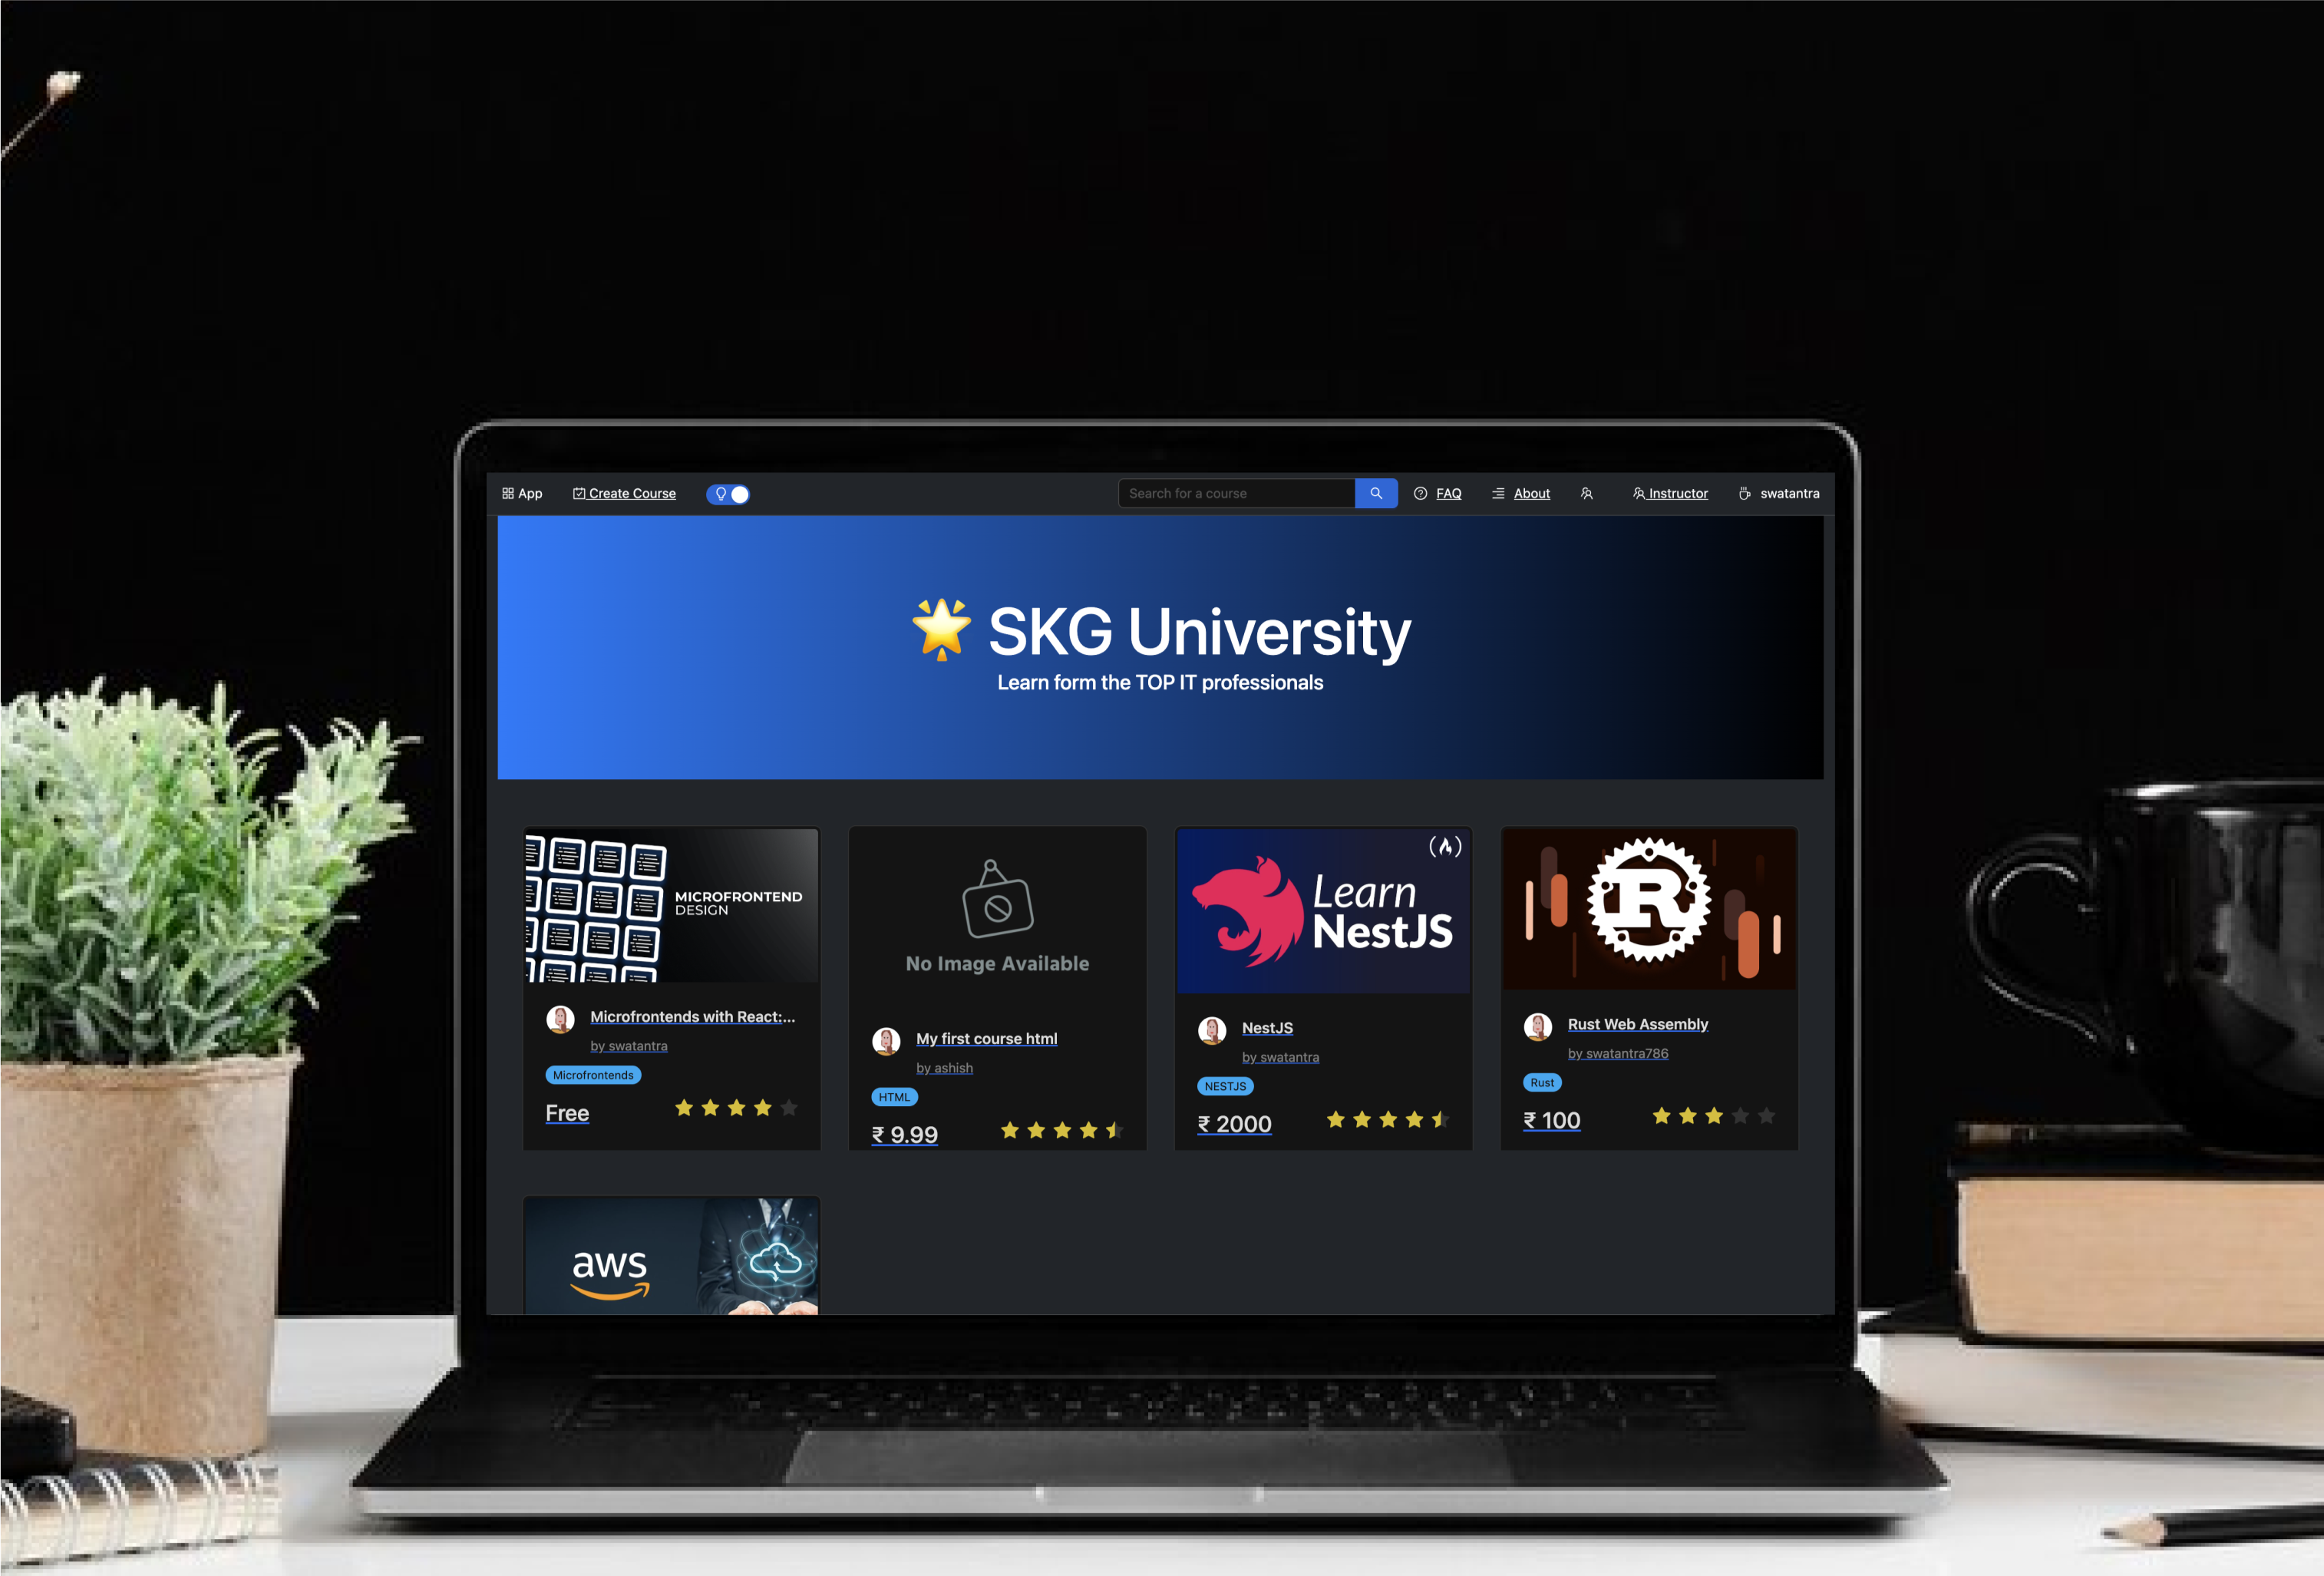 App Create Course Search for a course FAQ About Instructor swatantra
SKG University
Learn form the TOP IT professionals
MICROFRONTEND
DESIGN
Microfrontends with React:...
by swatantra
Microfrontends
Free
No Image Available
My first course html
by ashish
HTML
₹ 9.99
Learn
NestJS
NestJS
by swatantra
NESTJS
₹ 2000
R
Rust Web Assembly
by swatantra786
Rust
₹ 100
aws